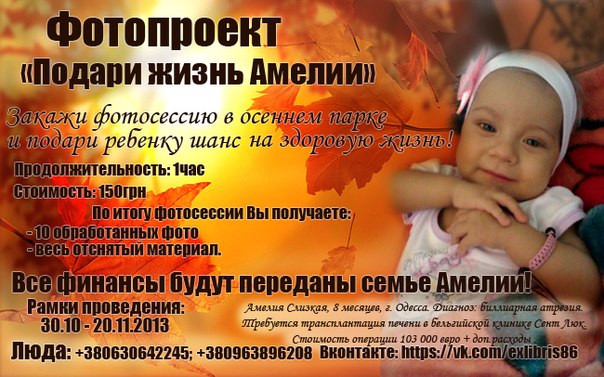 Фотопроект
«Подари жизнь Амелии»
Закажи фотосессию в осеннем парке
и подари ребенку шанс на здоровую жизнь!
Продолжительность: 1час
Стоимость: 150грн
По итогу фотосессии Вы получаете:
- 10 обработанных фото
- весь отснятый материал.
Все финансы будут переданы семье Амелии!
Рамки проведения:
30.10 - 20.11.2013
Амелия Слизкая, 8 месяцев, г. Одесса. Диагноз: биллиарная атрезия.
Требуется трансплантация печени в бельгийской клинике Сент Люк.
Стоимость операции 103 000 евро + доп.расходы
Люда: +380630642245; +380963896208 Вконтакте: https://vk.com/exlibris86